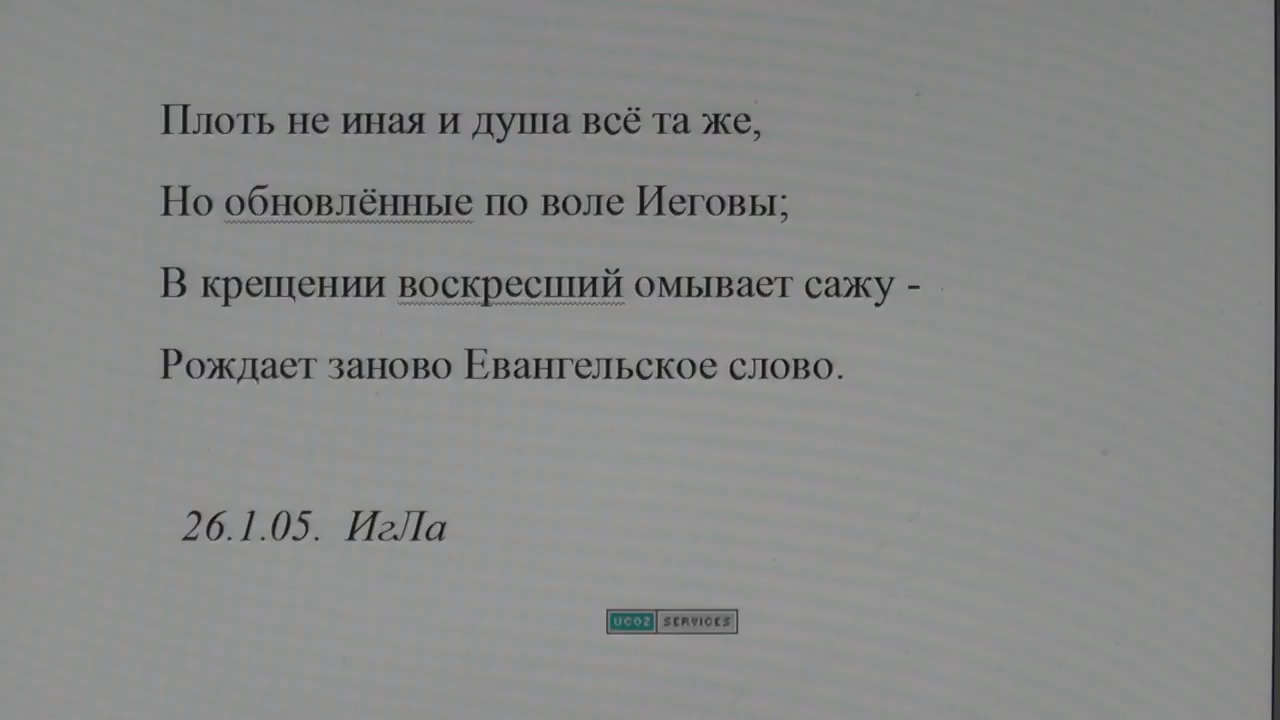 Плоть не иная и душа всё та же,
Но обновлённые по воле Иеговы;
В крещении воскресший омывает сажу -
Рождает заново Евангельское слово.
26.1.05. ИгЛа
UCOZ SERVICES